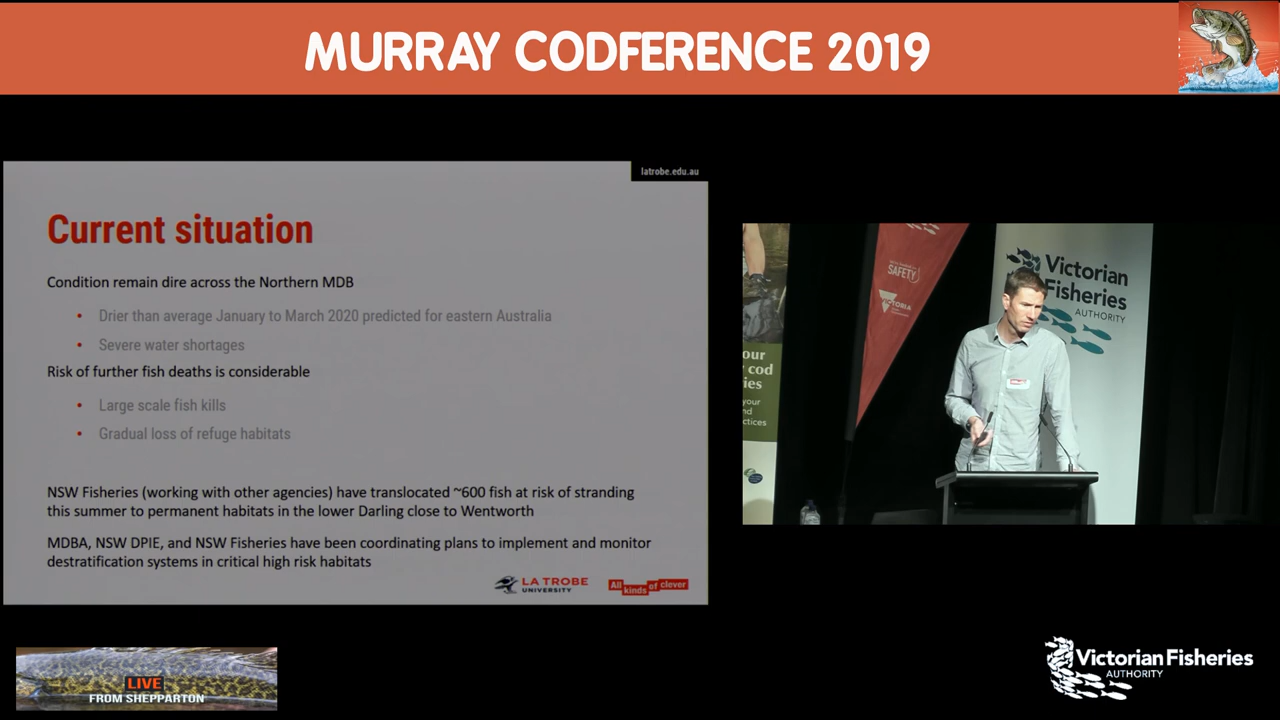 MURRAY CODFERENCE 2019
latrobe.edu.au
Current situation
Condition remain dire across the Northern MDB
• Drier than average January to March 2020 predicted for eastern Australia
• Severe water shortages
Risk of further fish deaths is considerable
• Large scale fish kills
• Gradual loss of refuge habitats
NSW Fisheries (working with other agencies) have translocated ~600 fish at risk of stranding
this summer to permanent habitats in the lower Darling close to Wentworth
MDBA, NSW DPIE, and NSW Fisheries have been coordinating plans to implement and monitor
destratification systems in critical high risk habitats
LA TROBE
UNIVERSITY
All kinds of clever
SAFETY
VICTORIA
Victorian
Fisheries
AUTHORITY
our
cod
ies
your
nd
ctices
LIVE
FROM SHEPPARTON
Victorian Fisheries
AUTHORITY